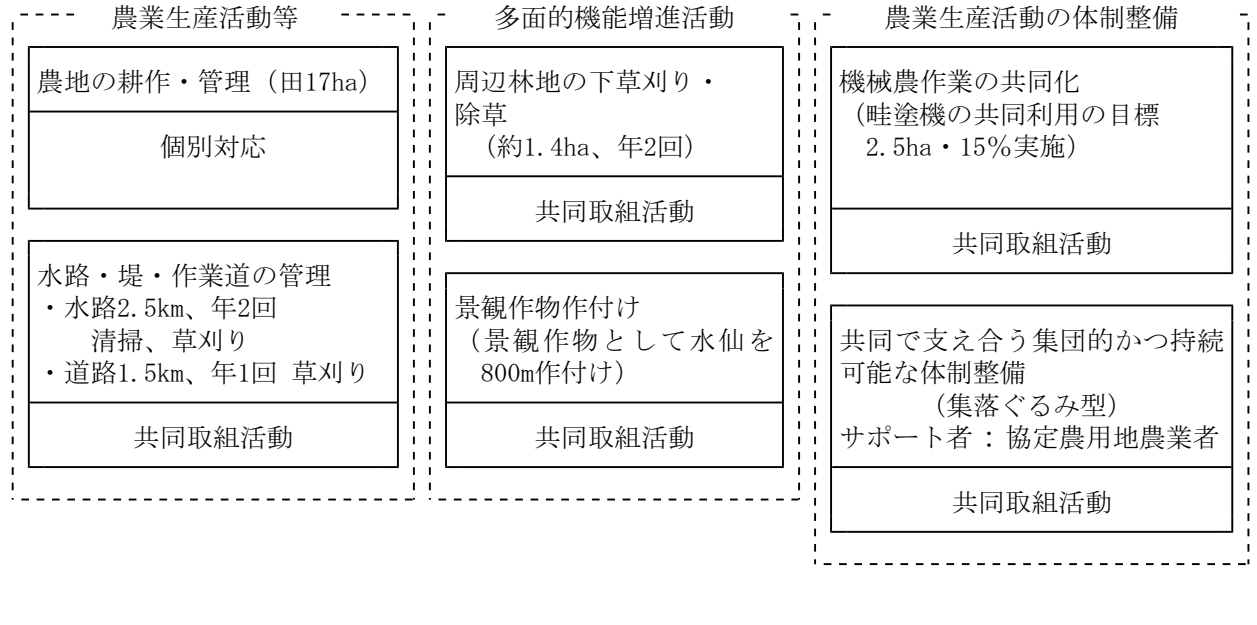 農業生産活動等
農地の耕作・管理（田17ha）
個別対応
水路・堤・作業道の管理
・水路2.5km、年2回
清掃、草刈り
・道路1.5km、年1回 草刈り
共同取組活動
多面的機能増進活動
周辺林地の下草刈り・
除草
（約1.4ha、年2回）
共同取組活動
景観作物作付け
（景観作物として水仙を
800m作付け）
共同取組活動
農業生産活動の体制整備
機械農作業の共同化
（畦塗機の共同利用の目標
2.5ha・15％実施）
共同取組活動
共同で支え合う集団的かつ持続
可能な体制整備
（集落ぐるみ型）
サポート者：協定農用地農業者
共同取組活動